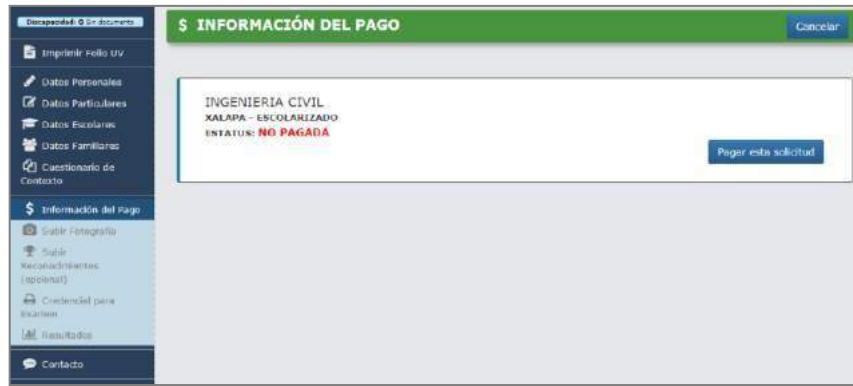 Discapacidad: Sin documento
Imprimir Folio UV
Datos Personales
Datos Particulares
Datos Escolares
Datos Familiares
Cuestionario de
Contexto
$ Información del Pago
Subir Fotografía
Subir
Reconocimientos
(opcional)
Credencial para
Examen
Resultados
Contacto
$ INFORMACIÓN DEL PAGO
Cancelar
INGENIERIA CIVIL
XALAPA - ESCOLARIZADO
ESTATUS: NO PAGADA
Pagar esta solicitud